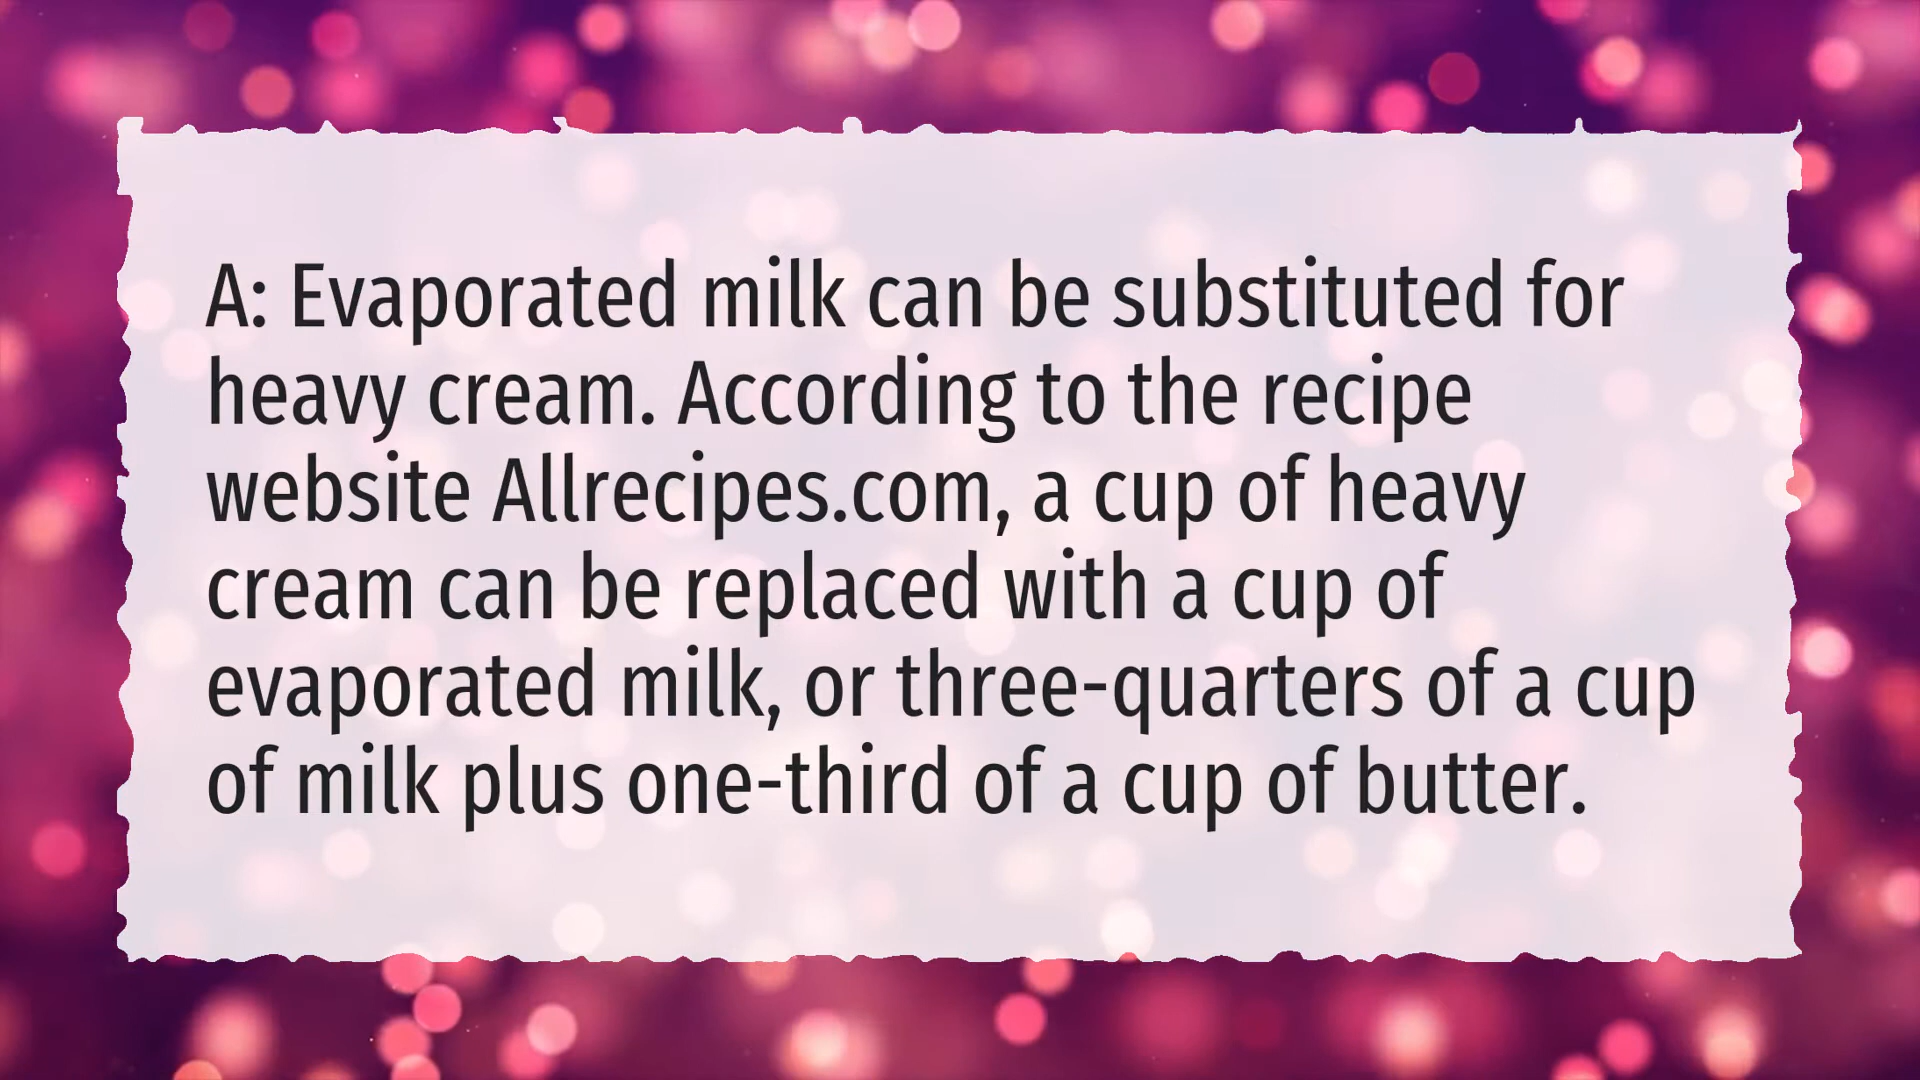 A: Evaporated milk can be substituted for
heavy cream. According to the recipe
website Allrecipes.com, a cup of heavy
cream can be replaced with a cup of
evaporated milk, or three-quarters of a cup
of milk plus one-third of a cup of butter.